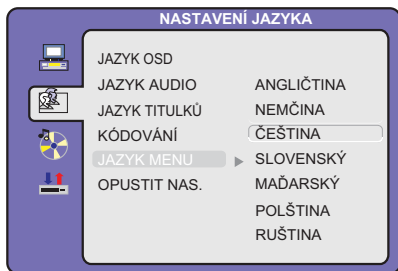 NASTAVENÍ JAZYKA
JAZYK OSD
JAZYK AUDIO
JAZYK TITULKŮ
KÓDOVÁNÍ
JAZYK MENU
OPUSTIT NAS.
ANGLIČTINA
NEMČINA
ČEŠTINA
SLOVENSKÝ
MAĎARSKÝ
POLŠTINA
RUŠTINA